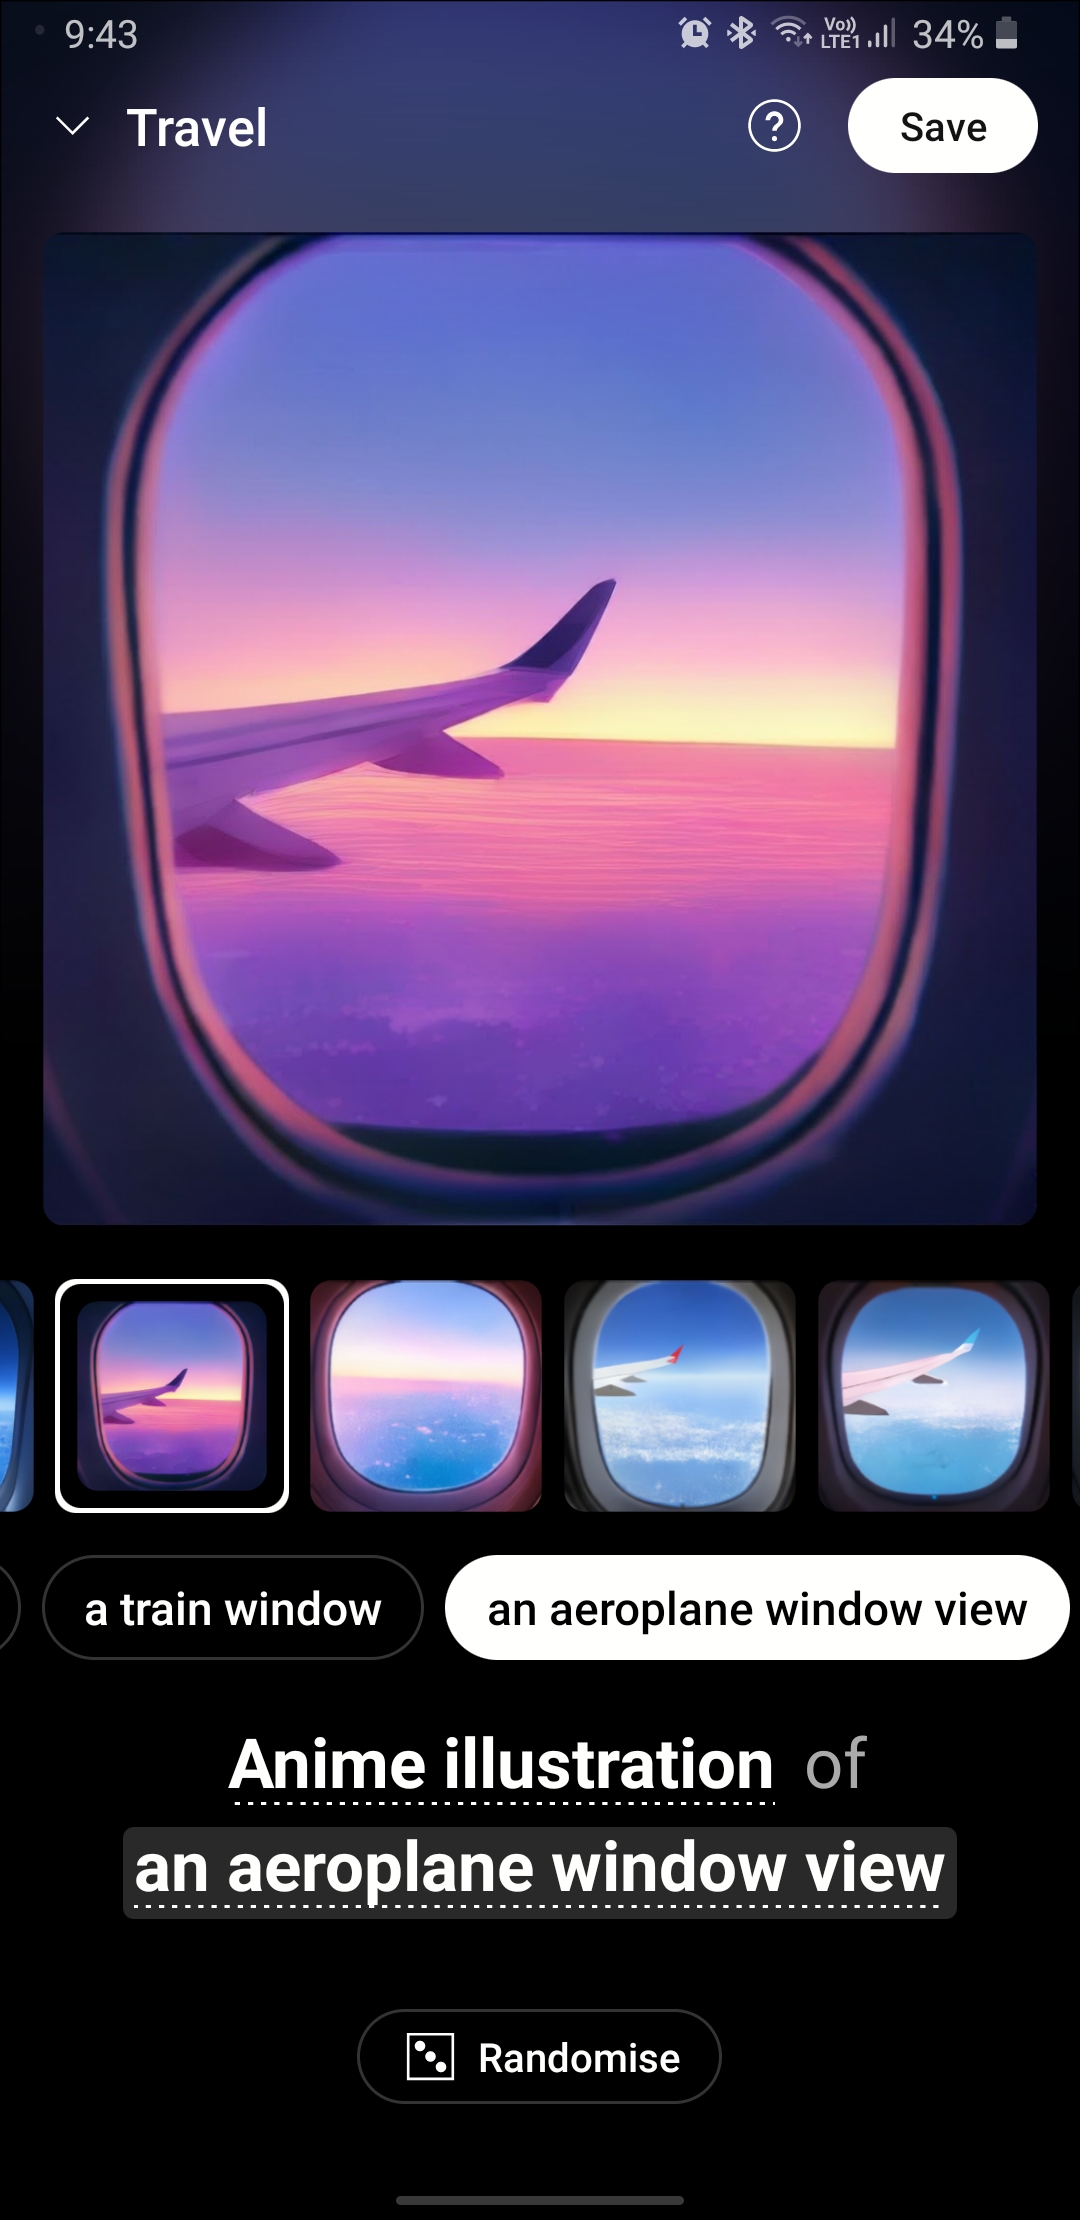 9:43 Vo)) LTE1 34%
Travel ? Save
a train window an aeroplane window view
Anime illustration of
an aeroplane window view
Randomise